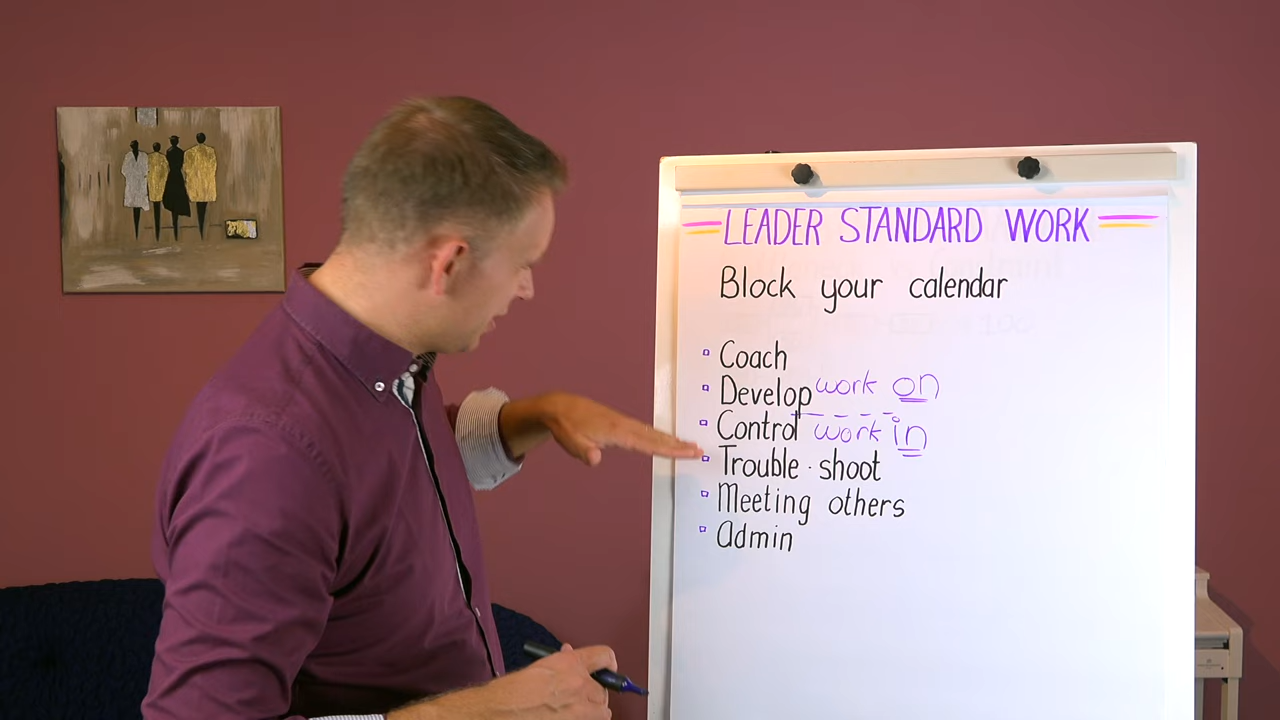 LEADER STANDARD WORK
Block your calendar
Coach
Develop work on
Control work in
Trouble-shoot
Meeting others
Admin